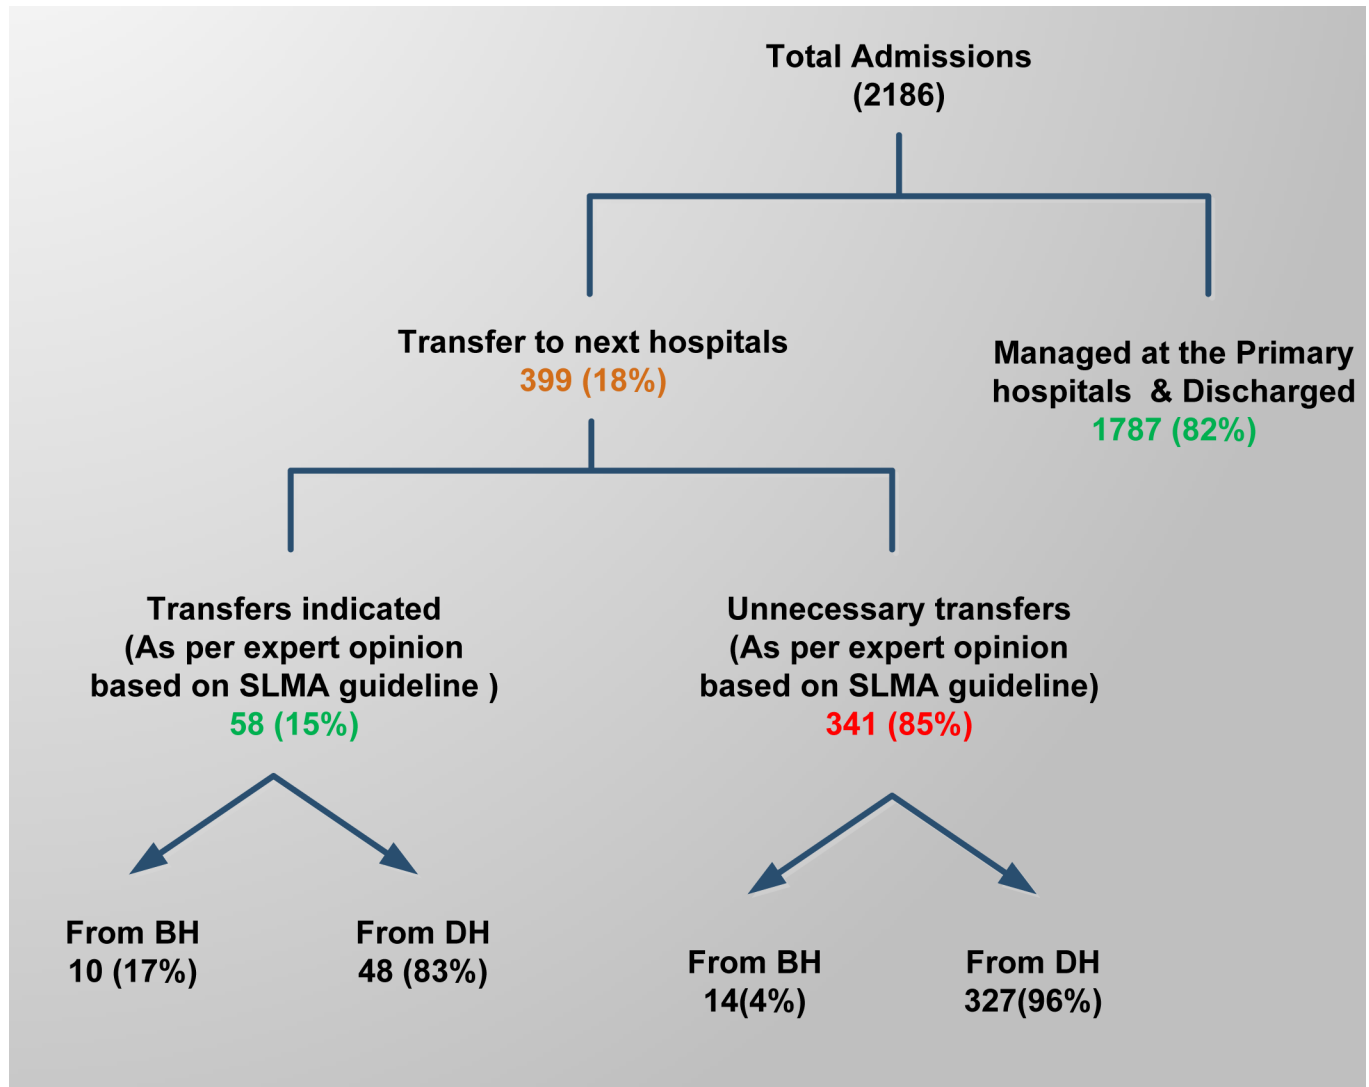 Total Admissions
(2186)
Transfer to next hospitals
399 (18%)
Managed at the Primary
hospitals & Discharged
1787 (82%)
Transfers indicated
(As per expert opinion
based on SLMA guideline )
58 (15%)
Unnecessary transfers
(As per expert opinion
based on SLMA guideline)
341 (85%)
From BH
10 (17%)
From DH
48 (83%)
From BH
14(4%)
From DH
327(96%)